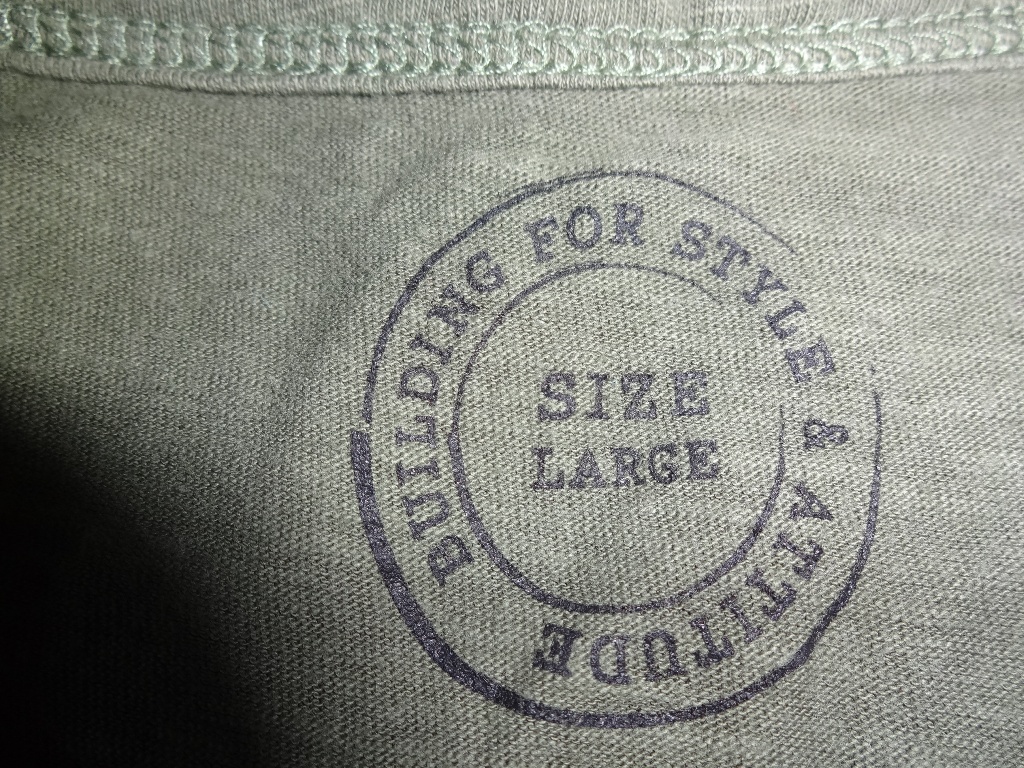 BUILDING FOR STYLE & ATTITUDE
SIZE
LARGE